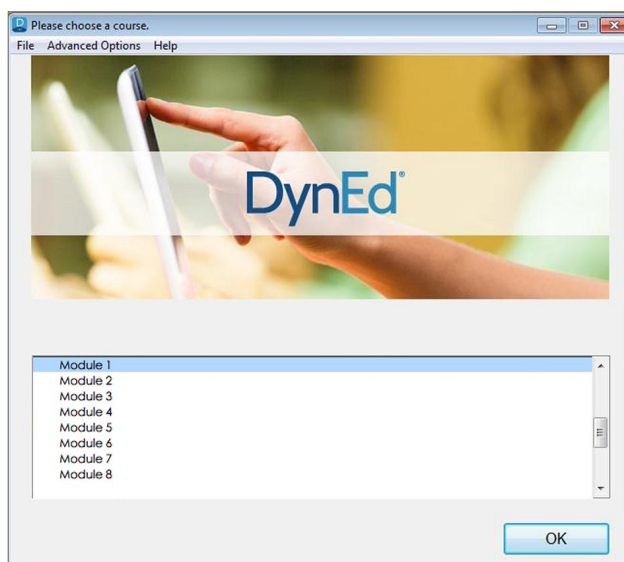 Please choose a course.
File Advanced Options Help
DynEd®
Module 1
Module 2
Module 3
Module 4
Module 5
Module 6
Module 7
Module 8
OK